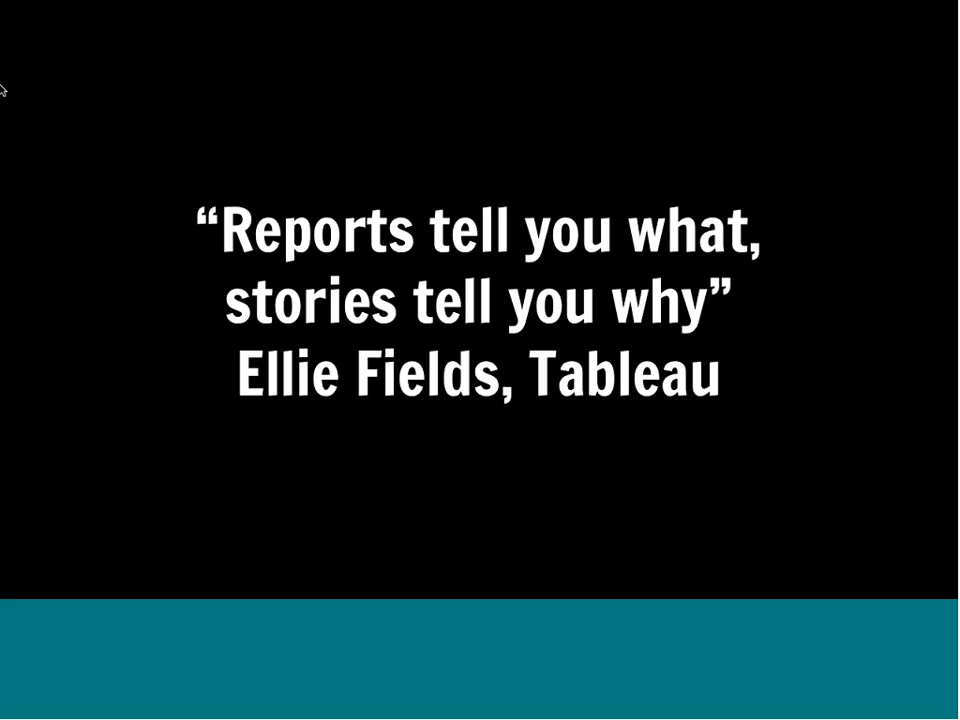 “Reports tell you what,
stories tell you why”
Ellie Fields, Tableau